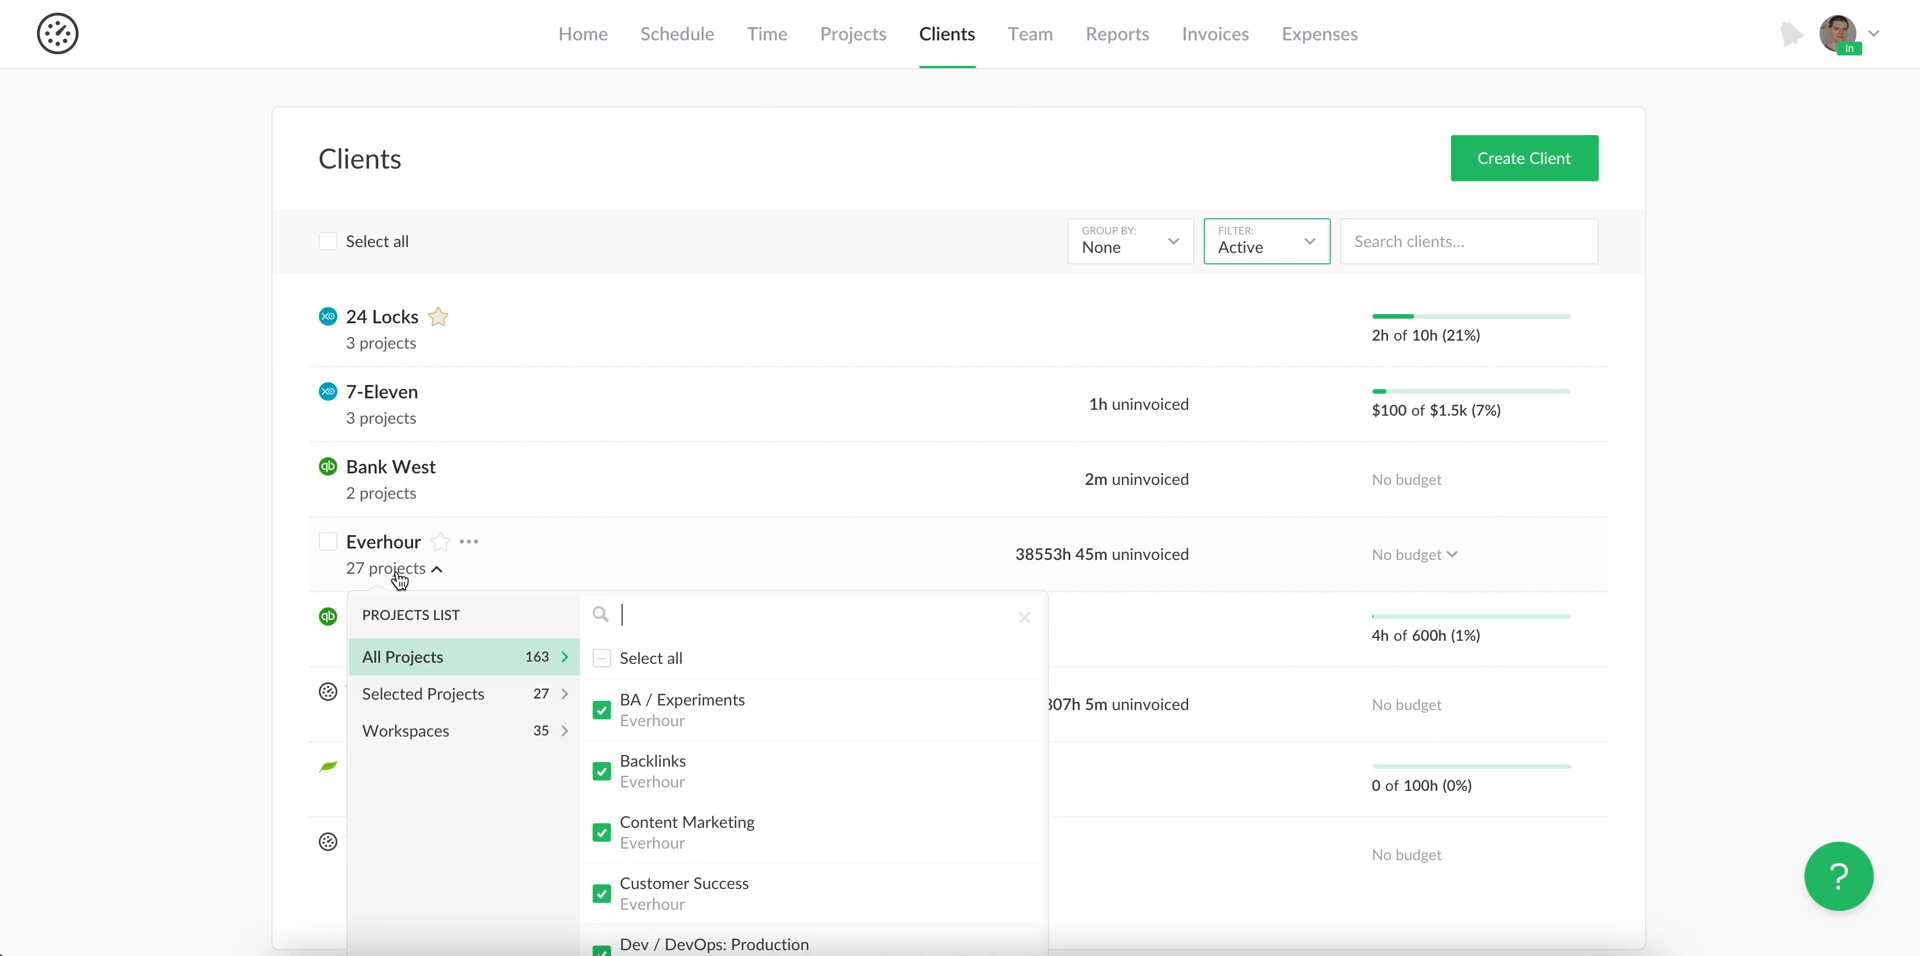 Home Schedule Time Projects Clients Team Reports Invoices Expenses
In
Clients
Create Client
Select all
GROUP BY:
None
FILTER:
Active
Search clients...
XO 24 Locks
3 projects
2h of 10h (21%)
XO 7-Eleven
3 projects
1h uninvoiced
$100 of $1.5k (7%)
qb Bank West
2 projects
2m uninvoiced
No budget
Everhour
27 projects
38553h 45m uninvoiced
No budget
qb
4h of 600h (1%)
307h 5m uninvoiced
No budget
0 of 100h (0%)
No budget
PROJECTS LIST
All Projects 163
Selected Projects 27
Workspaces 35
Select all
BA / Experiments
Everhour
Backlinks
Everhour
Content Marketing
Everhour
Customer Success
Everhour
Dev / DevOps: Production
?